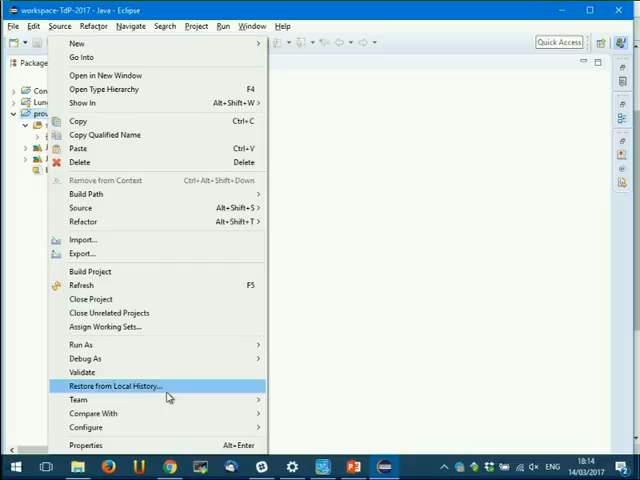 workspace-TdP-2017 - Java - Eclipse
File Edit Source Refactor Navigate Search Project Run Window Help
Quick Access
New
Go Into
Open in New Window
Open Type Hierarchy F4
Show In Alt+Shift+W
Copy Ctrl+C
Copy Qualified Name
Paste Ctrl+V
Delete Delete
Remove from Context Ctrl+Alt+Shift+Down
Build Path
Source Alt+Shift+S
Refactor Alt+Shift+T
Import...
Export...
Build Project
Refresh F5
Close Project
Close Unrelated Projects
Assign Working Sets...
Run As
Debug As
Validate
Restore from Local History...
Team
Compare With
Configure
Properties Alt+Enter
ENG
18:14
14/03/2017